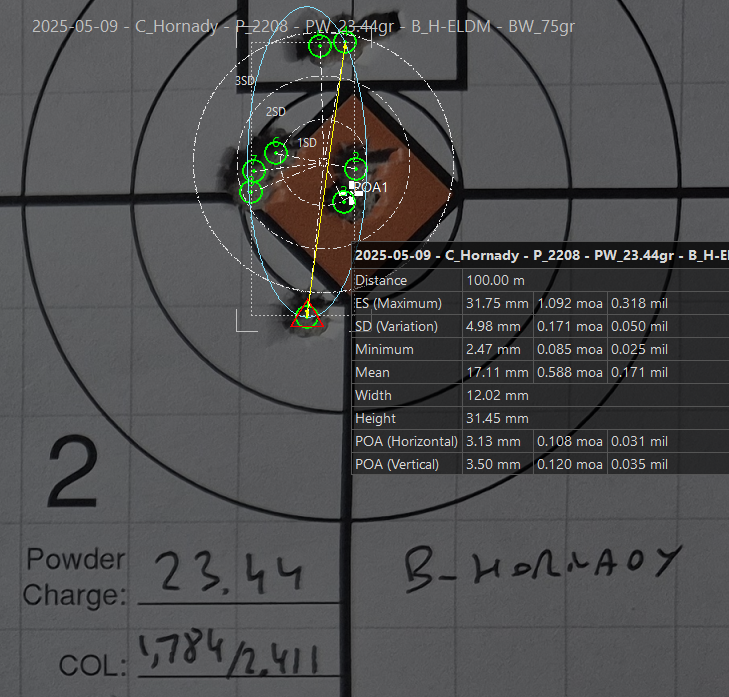 2025-05-09 - C_Hornady - P_2208 - PW_23.44gr - B_H-ELDM - BW_75gr
3SD
2SD
1SD
POA1
2025-05-09 - C_Hornady - P_2208 - PW_23.44gr - B_H-EL
Distance 100.00 m
ES (Maximum) 31.75 mm 1.092 moa 0.318 mil
SD (Variation) 4.98 mm 0.171 moa 0.050 mil
Minimum 2.47 mm 0.085 moa 0.025 mil
Mean 17.11 mm 0.588 moa 0.171 mil
Width 12.02 mm
Height 31.45 mm
POA (Horizontal) 3.13 mm 0.108 moa 0.031 mil
POA (Vertical) 3.50 mm 0.120 moa 0.035 mil
2
Powder
Charge: 23.44
B-HORNADY
COL: 1,784/2.411